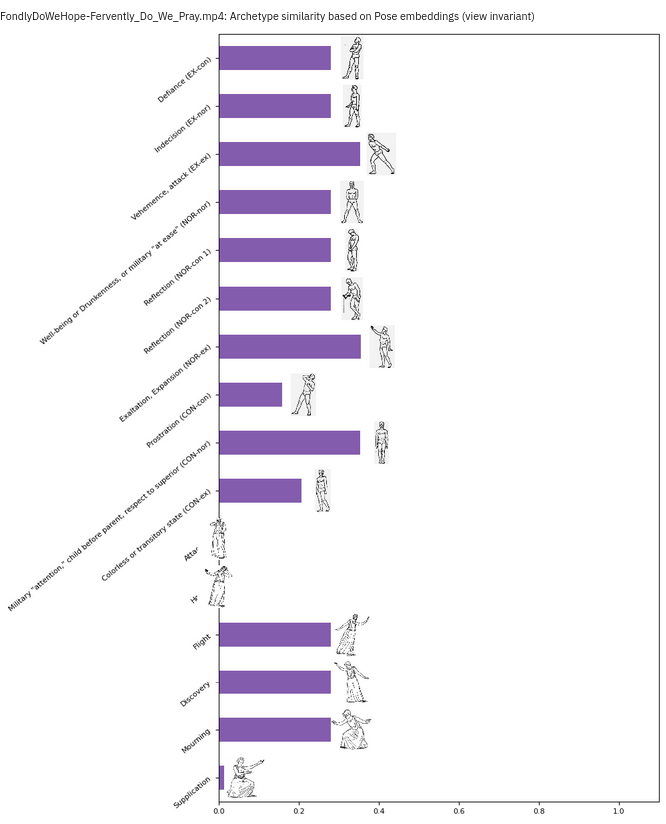 FondlyDoWeHope-Fervently_Do_We_Pray.mp4: Archetype similarity based on Pose embeddings (view invariant)
Defiance (EX-con)
Indecision (EX-nor)
Vehemence, attack (EX-ex)
Well-being or Drunkenness, or military "at ease" (NOR-nor)
Reflection (NOR-con 1)
Reflection (NOR-con 2)
Exaltation, Expansion (NOR-ex)
Prostration (CON-con)
Military "attention," child before parent, respect to superior (CON-nor)
Colorless or transitory state (CON-ex)
Flight
Discovery
Mourning
Supplication
0.0 0.2 0.4 0.6 0.8 1.0